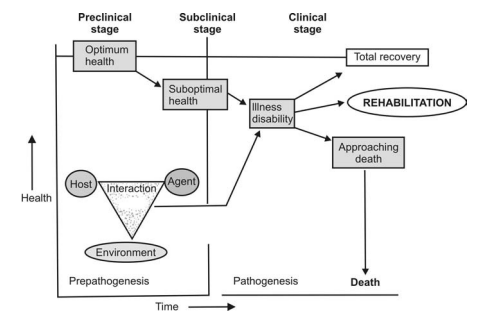 Preclinical
stage
Subclinical
stage
Clinical
stage
Optimum
health
Total recovery
Suboptimal
health
Illness
disability
REHABILITATION
Approaching
death
Host
Interaction
Agent
Health
Environment
Prepathogenesis
Pathogenesis
Death
Time